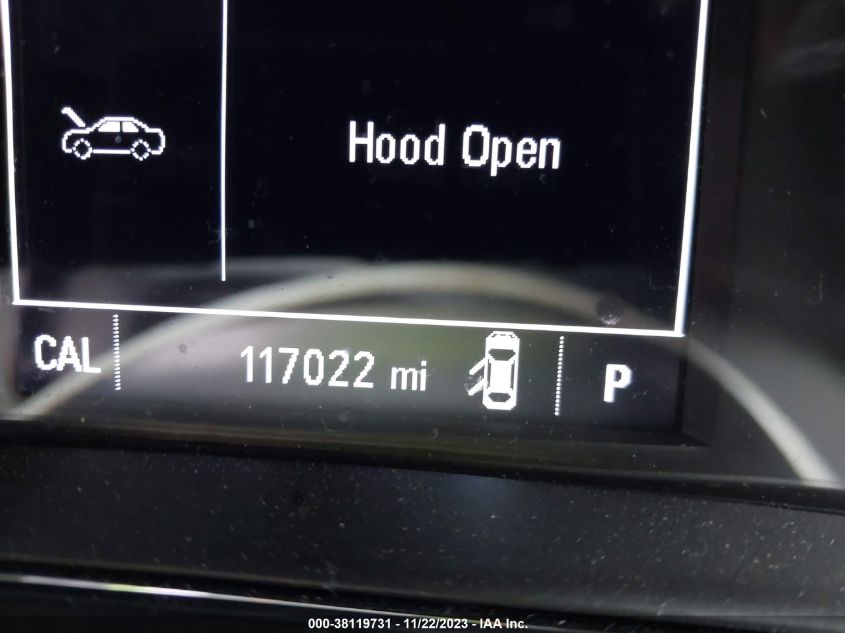 Hood Open
CAL 117022 mi P
000-38119731 - 11/22/2023 - IAA Inc.